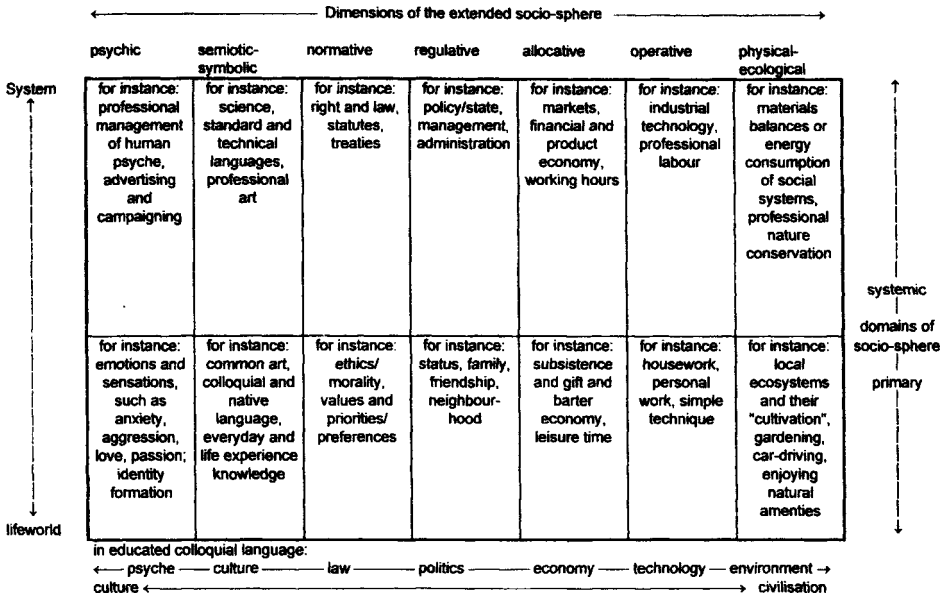 Dimensions of the extended socio-sphere
psychic
semiotic-
symbolic
normative
regulative
allocative
operative
physical-
ecological
System
for instance:
professional
management
of human
psyche,
advertising
and
campaigning
for instance:
science,
standard and
technical
languages,
professional
art
for instance:
right and law,
statutes,
treaties
for instance:
policy/state,
management,
administration
for instance:
markets,
financial and
product
economy,
working hours
for instance:
industrial
technology,
professional
labour
for instance:
materials
balances or
energy
consumption
of social
systems,
professional
nature
conservation
systemic
domains of
socio-sphere
primary
for instance:
emotions and
sensations,
such as
anxiety,
aggression,
love, passion;
identity
formation
for instance:
common art,
colloquial and
native
language,
everyday and
life experience
knowledge
for instance:
ethics/
morality,
values and
priorities/
preferences
for instance:
status, family,
friendship,
neighbour-
hood
for instance:
subsistence
and gift and
barter
economy,
leisure time
for instance:
housework,
personal
work, simple
technique
for instance:
local
ecosystems
and their
"cultivation",
gardening,
car-driving,
enjoying
natural
amenties
lifeworld
in educated colloquial language:
psyche culture law politics economy technology environment
culture civilisation